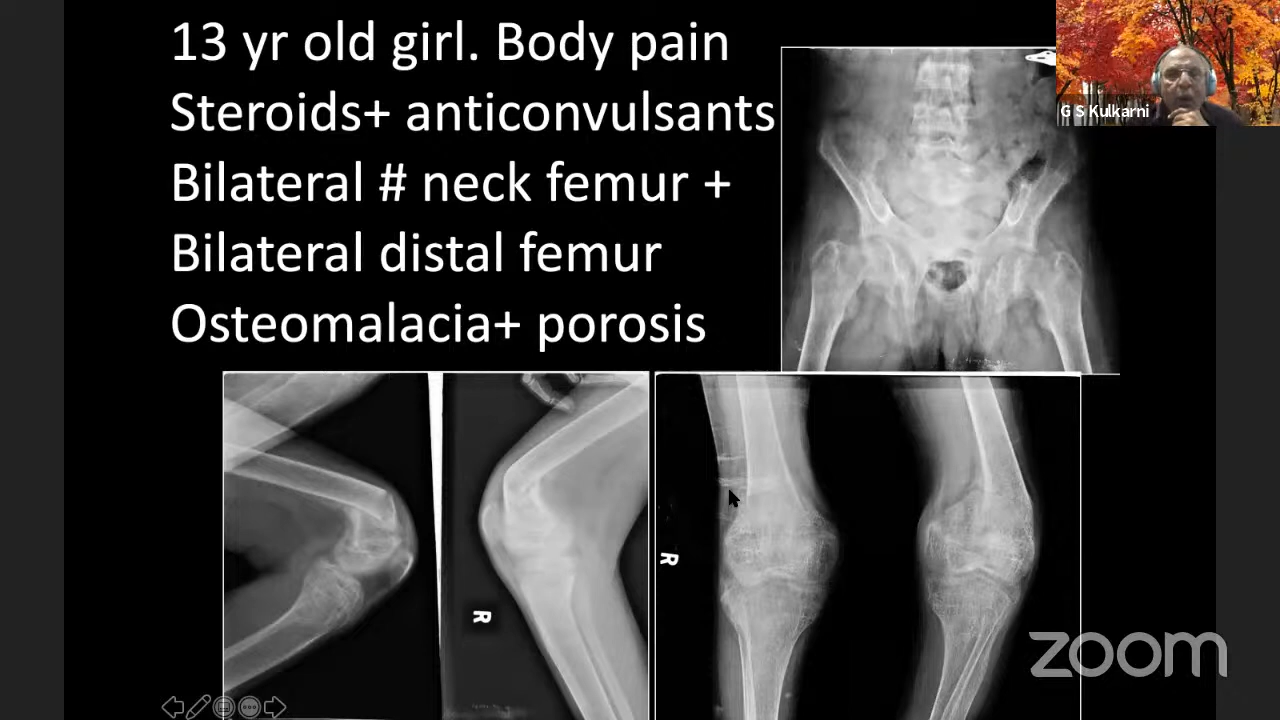 13 yr old girl. Body pain
Steroids+ anticonvulsants
Bilateral # neck femur +
Bilateral distal femur
Osteomalacia+ porosis
G S Kulkarni
R
R
zoom